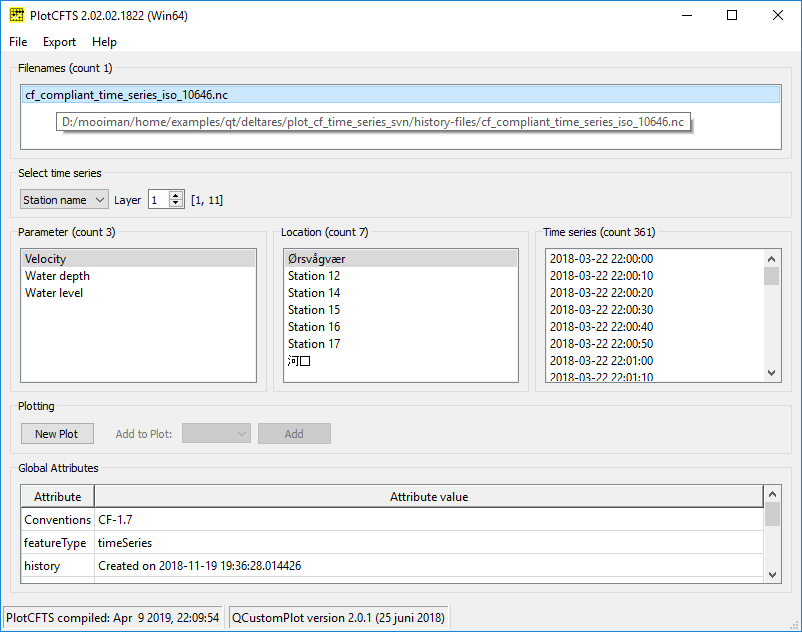 PlotCFTS 2.02.02.1822 (Win64)
File Export Help
Filenames (count 1)
cf_compliant_time_series_iso_10646.nc
D:/mooiman/home/examples/qt/deltares/plot_cf_time_series_svn/history-files/cf_compliant_time_series_iso_10646.nc
Select time series
Station name Layer 1 [1, 11]
Parameter (count 3)
Velocity
Water depth
Water level
Location (count 7)
Ørsvågvær
Station 12
Station 14
Station 15
Station 16
Station 17
河口
Time series (count 361)
2018-03-22 22:00:00
2018-03-22 22:00:10
2018-03-22 22:00:20
2018-03-22 22:00:30
2018-03-22 22:00:40
2018-03-22 22:00:50
2018-03-22 22:01:00
2018-03-22 22:01:10
Plotting
New Plot Add to Plot: Add
Global Attributes
Attribute Attribute value
Conventions CF-1.7
featureType timeSeries
history Created on 2018-11-19 19:36:28.014426
PlotCFTS compiled: Apr 9 2019, 22:09:54 QCustomPlot version 2.0.1 (25 juni 2018)